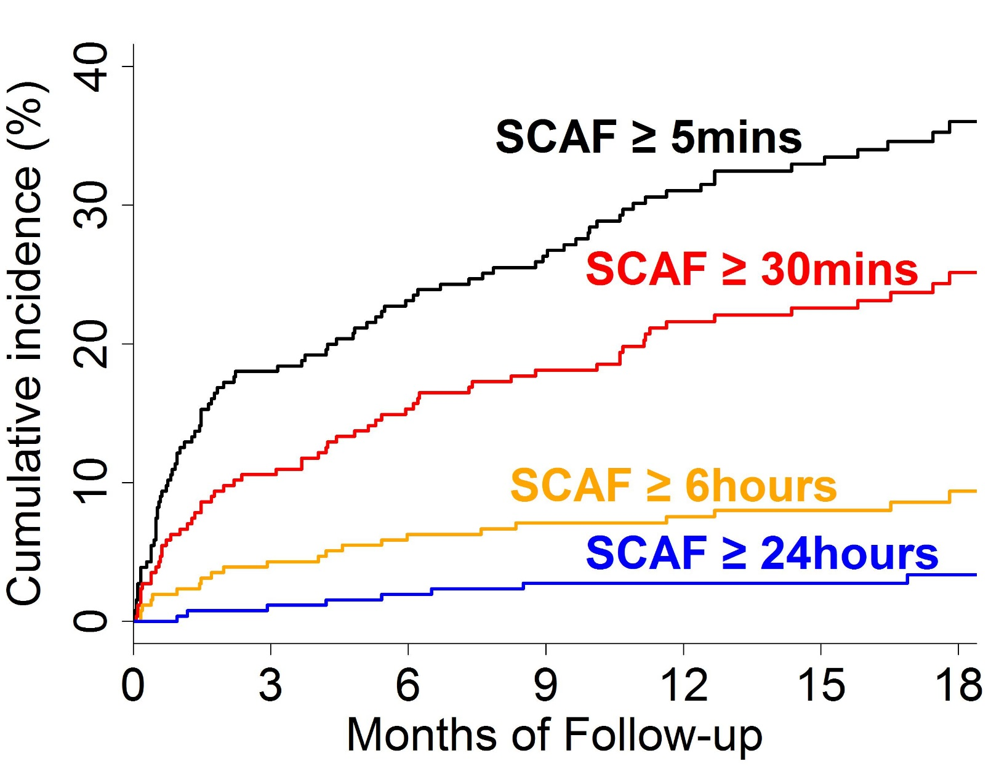 Cumulative incidence (%)
40
30
20
10
0
SCAF ≥ 5mins
SCAF ≥ 30mins
SCAF ≥ 6hours
SCAF ≥ 24hours
0 3 6 9 12 15 18
Months of Follow-up